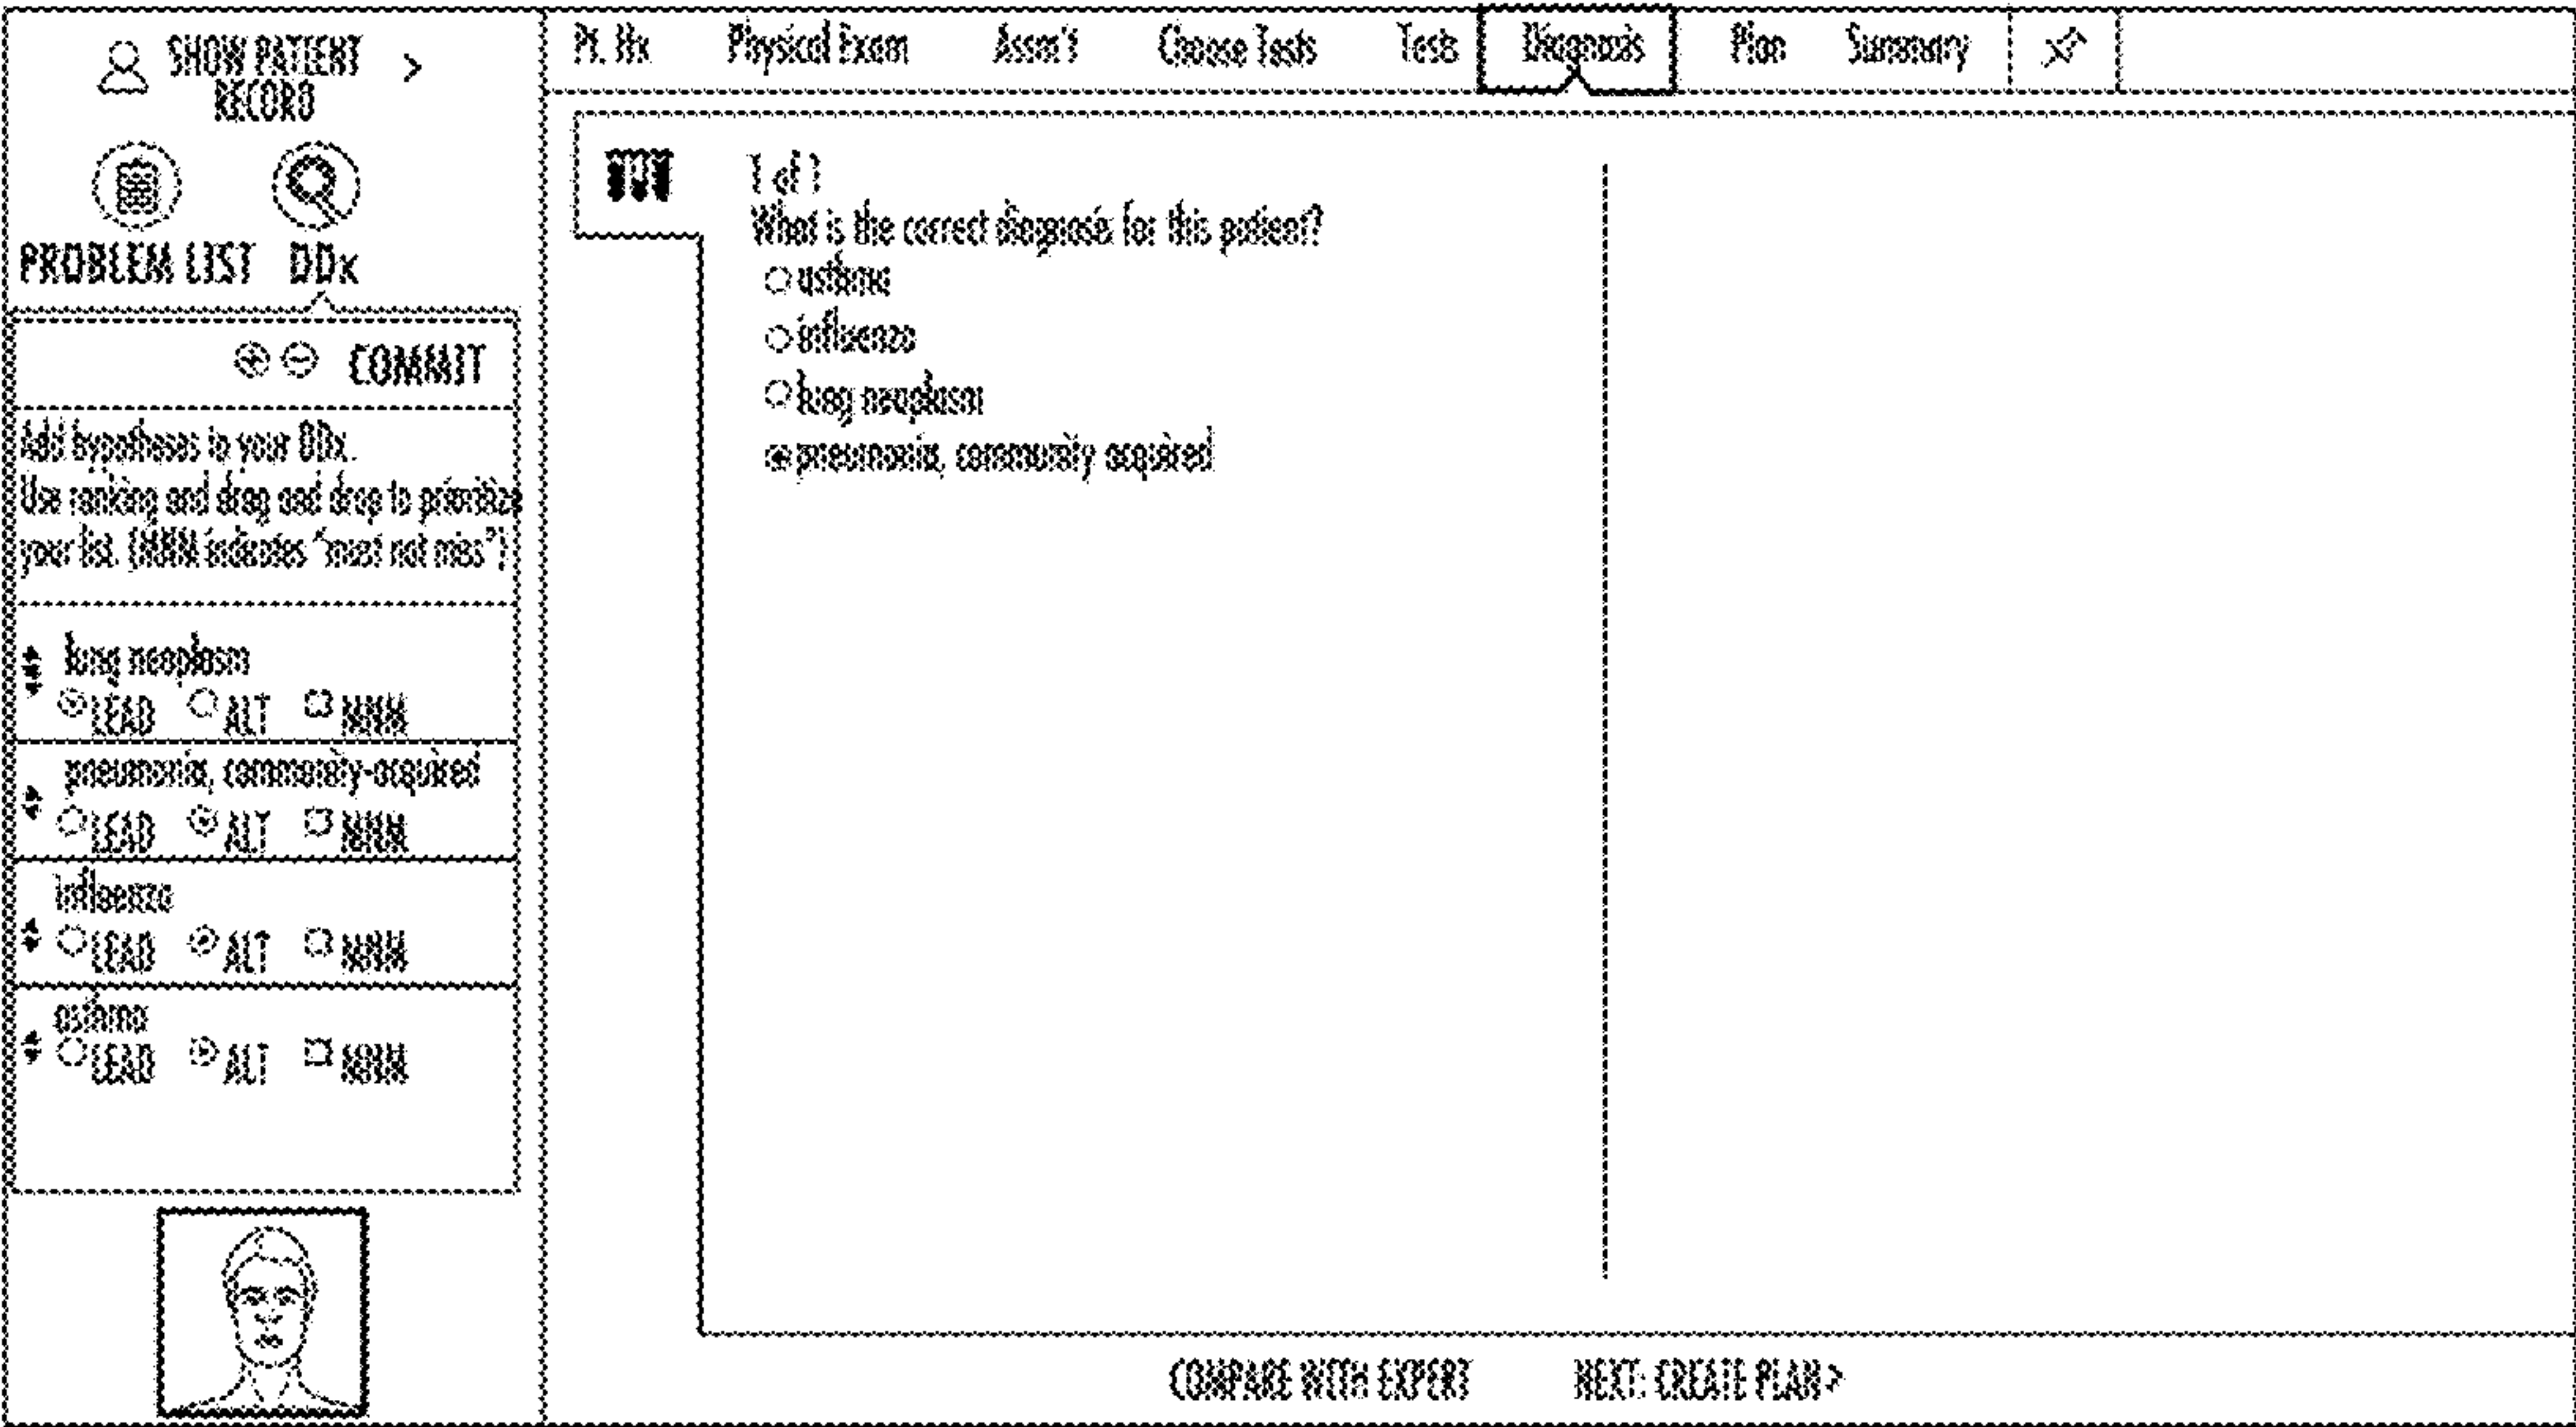 SHOW PATIENT
RECORD
PROBLEM LIST DDx
COMMIT
Add hypotheses to your DDx.
Use ranking and drag and drop to prioritize
your list. (MNM indicates "must not miss")
lung neoplasm
LEAD ALT MNM
pneumonia, community-acquired
LEAD ALT MNM
influenza
LEAD ALT MNM
asthma
LEAD ALT MNM
Pt. Hx Physical Exam Assm't Choose Tests Tests Diagnosis Plan Summary
1 of 1
What is the correct diagnosis for this patient?
asthma
influenza
lung neoplasm
pneumonia, community acquired
COMPARE WITH EXPERT NEXT: CREATE PLAN >